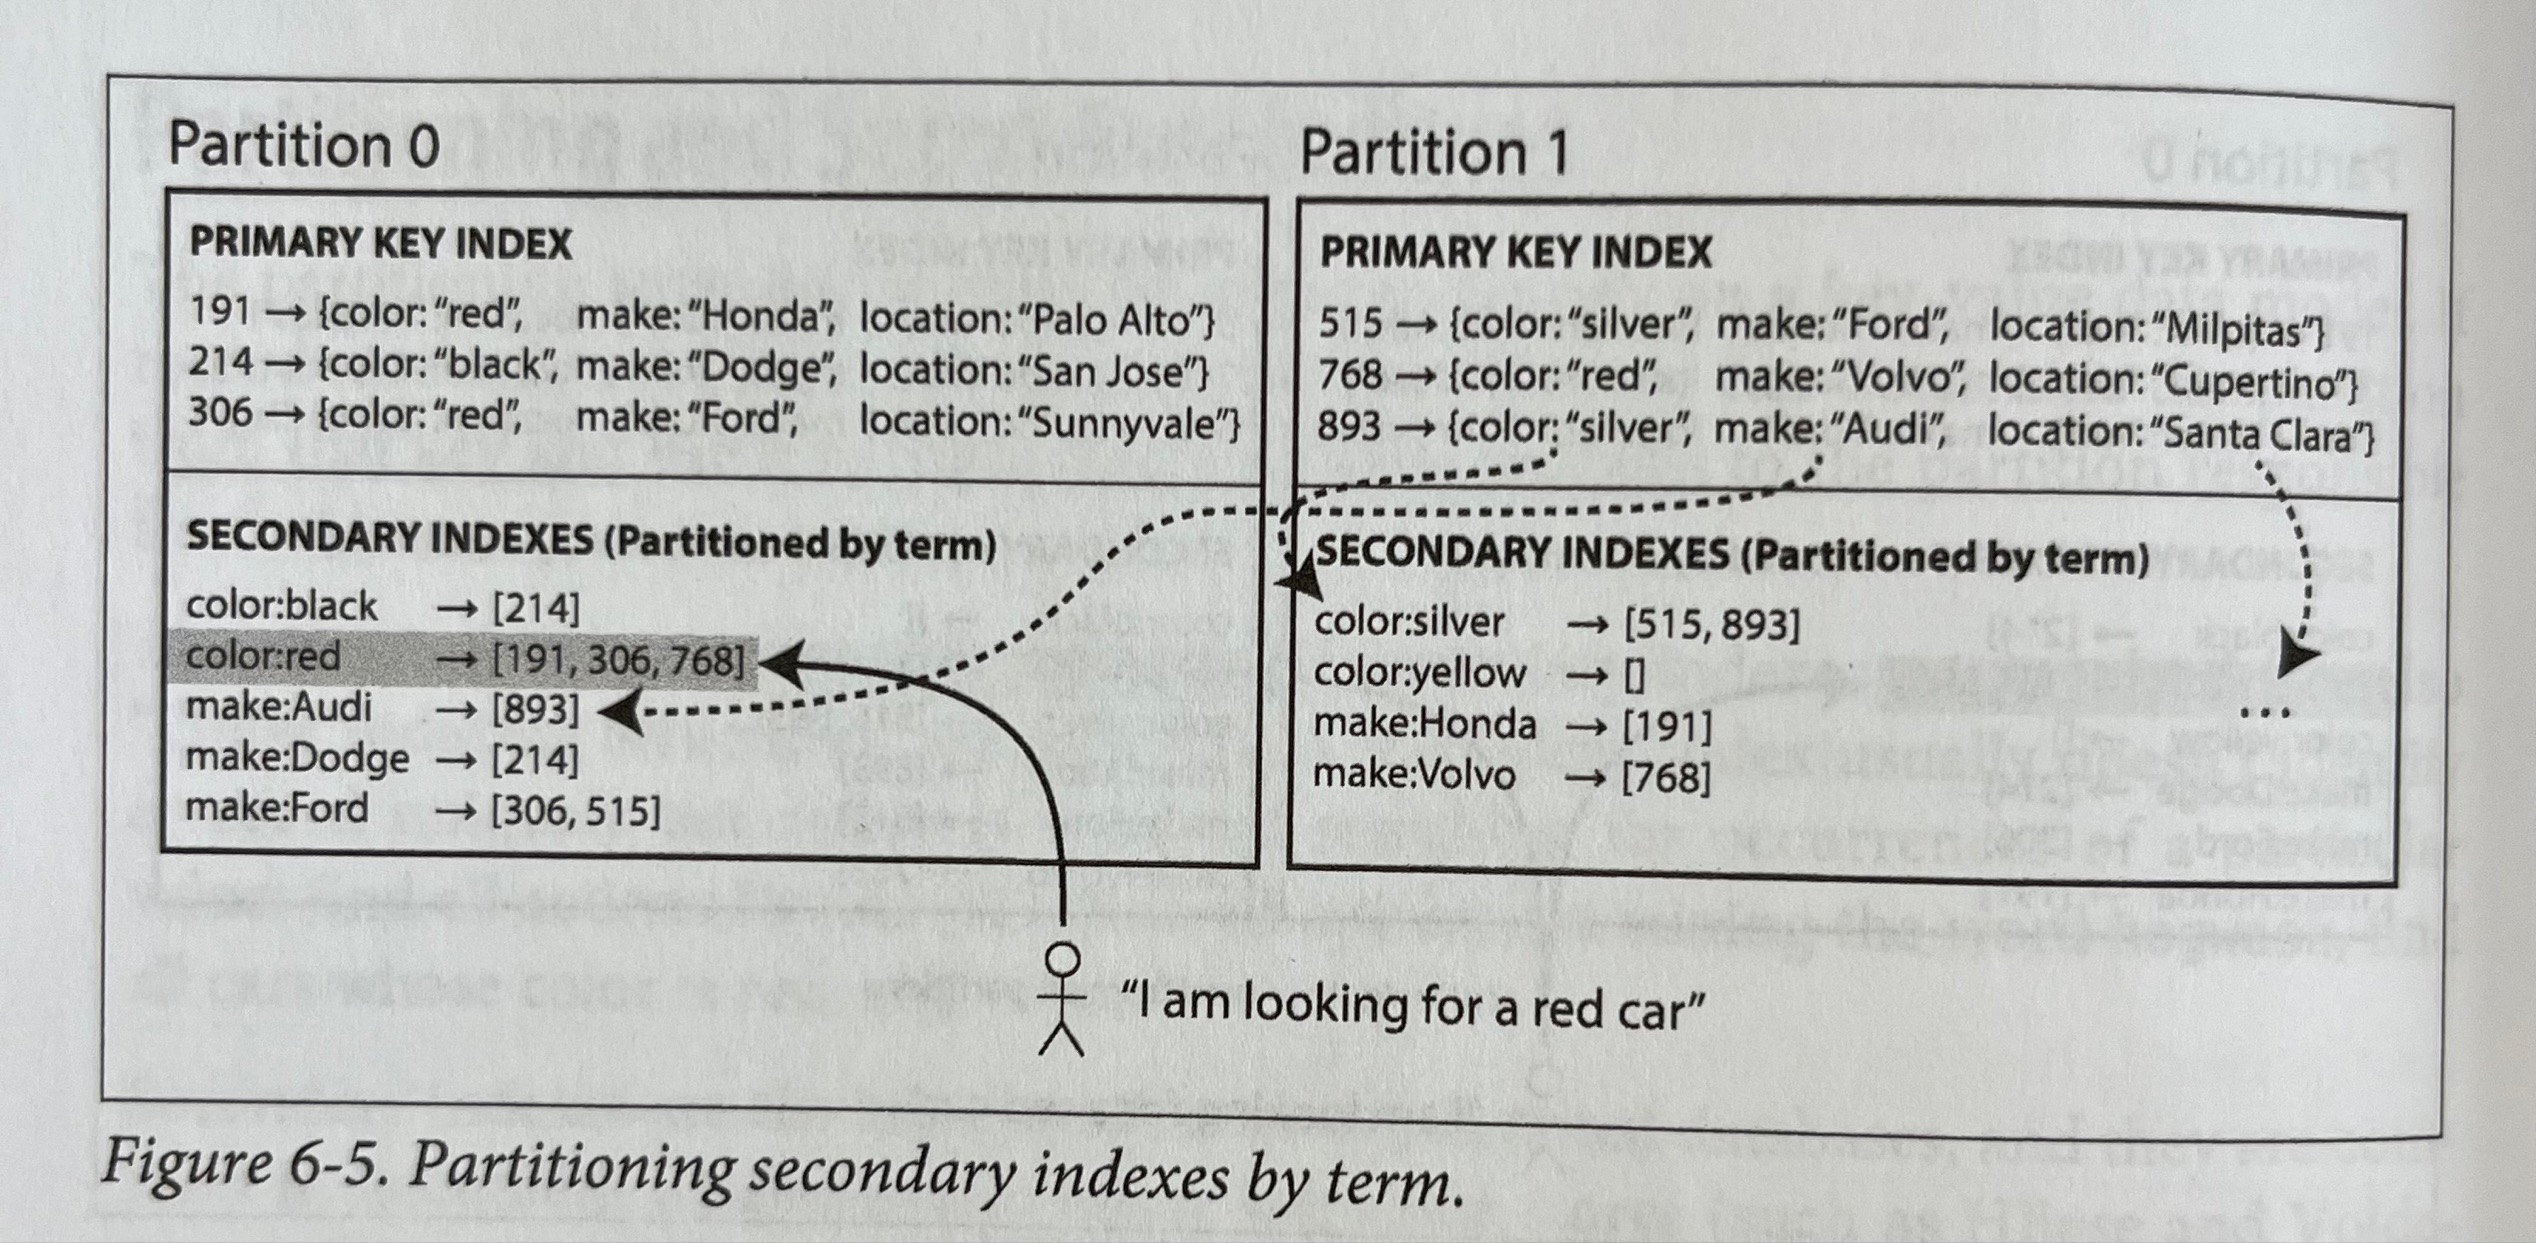 Partition 0
PRIMARY KEY INDEX
191 → {color: “red”, make: “Honda”, location: “Palo Alto”}
214 → {color: “black”, make: “Dodge”, location: “San Jose”}
306 → {color: “red”, make: “Ford”, location: “Sunnyvale”}
SECONDARY INDEXES (Partitioned by term)
color:black → [214]
color:red → [191, 306, 768]
make:Audi → [893]
make:Dodge → [214]
make:Ford → [306, 515]
Partition 1
PRIMARY KEY INDEX
515 → {color: “silver”, make: “Ford”, location: “Milpitas”}
768 → {color: “red”, make: “Volvo”, location: “Cupertino”}
893 → {color: “silver”, make: “Audi”, location: “Santa Clara”}
SECONDARY INDEXES (Partitioned by term)
color:silver → [515, 893]
color:yellow → []
make:Honda → [191]
make:Volvo → [768]
...
“I am looking for a red car”
Figure 6-5. Partitioning secondary indexes by term.